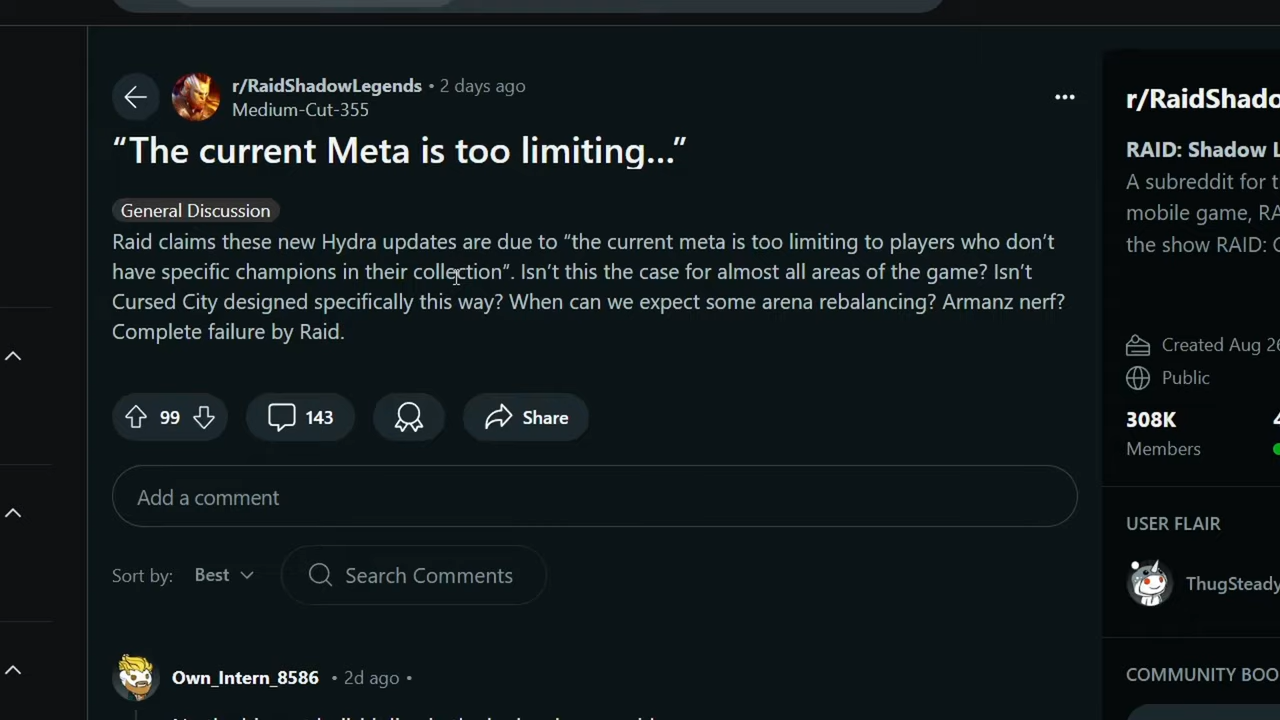 r/RaidShadowLegends • 2 days ago
Medium-Cut-355
“The current Meta is too limiting...”
General Discussion
Raid claims these new Hydra updates are due to “the current meta is too limiting to players who don’t
have specific champions in their collection”. Isn’t this the case for almost all areas of the game? Isn’t
Cursed City designed specifically this way? When can we expect some arena rebalancing? Armanz nerf?
Complete failure by Raid.
99
143
Share
Add a comment
Sort by: Best
Search Comments
Own_Intern_8586 • 2d ago •
r/RaidShado
RAID: Shadow L
A subreddit for t
mobile game, RA
the show RAID:
Created Aug 26
Public
308K
Members
USER FLAIR
ThugSteady
COMMUNITY BOO